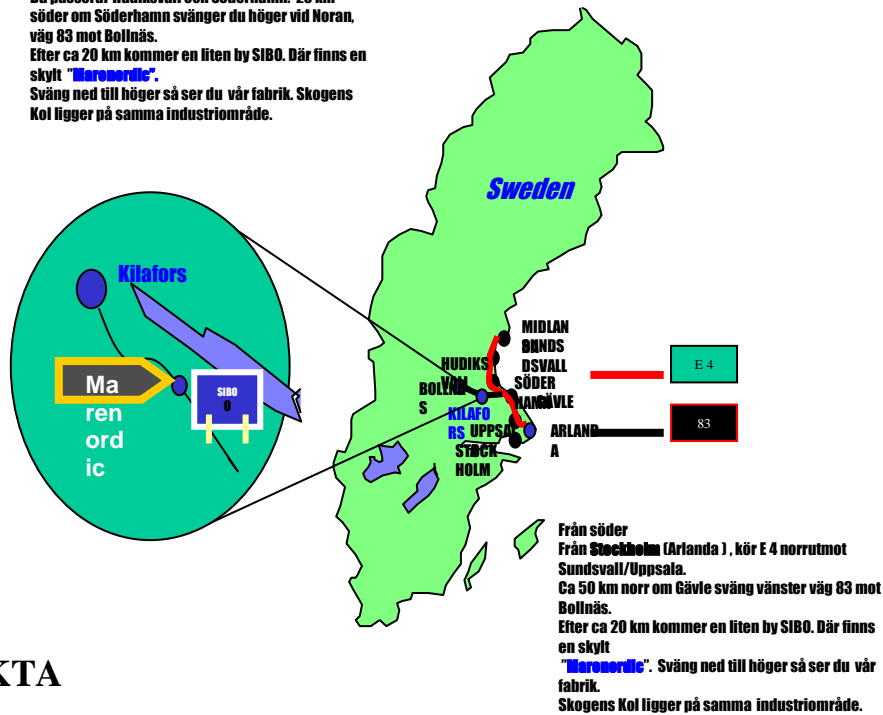 söder om Söderhamn svänger du höger vid Noran,
väg 83 mot Bollnäs.
Efter ca 20 km kommer en liten by SIBO. Där finns en
skylt "Marenordic".
Sväng ned till höger så ser du vår fabrik. Skogens
Kol ligger på samma industriområde.
Sweden
Kilafors
Ma
ren
ord
ic
SIBO
0
MIDLAN
SUNDS
DSVALL
HUDIKS
VALL
SÖDER
HAMN
GÄVLE
BOLLNÄ
S
KILAFO
RS
UPPSAL
STOCK
HOLM
ARLAND
A
E 4
83
Från söder
Från Stockholm (Arlanda ) , kör E 4 norrutmot
Sundsvall/Uppsala.
Ca 50 km norr om Gävle sväng vänster väg 83 mot
Bollnäs.
Efter ca 20 km kommer en liten by SIBO. Där finns
en skylt
"Marenordic". Sväng ned till höger så ser du vår
fabrik.
Skogens Kol ligger på samma industriområde.
KTA